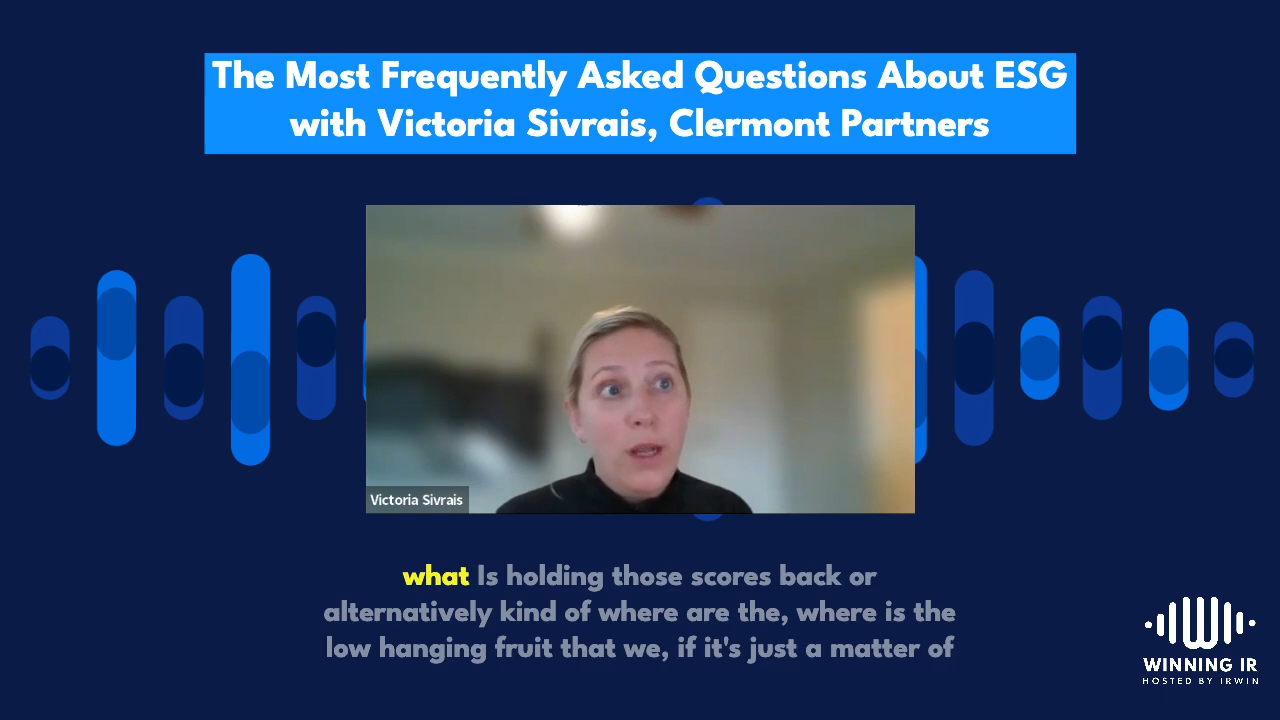 The Most Frequently Asked Questions About ESG
with Victoria Sivrais, Clermont Partners
Victoria Sivrais
what Is holding those scores back or
alternatively kind of where are the, where is the
low hanging fruit that we, if it's just a matter of
WINNING IR
HOSTED BY IRWIN